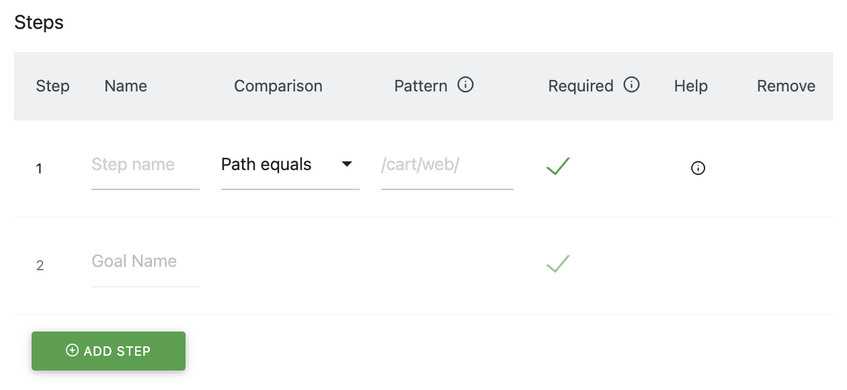 Steps
Step Name Comparison Pattern Required Help Remove
1 Step name Path equals /cart/web/
2 Goal Name
ADD STEP